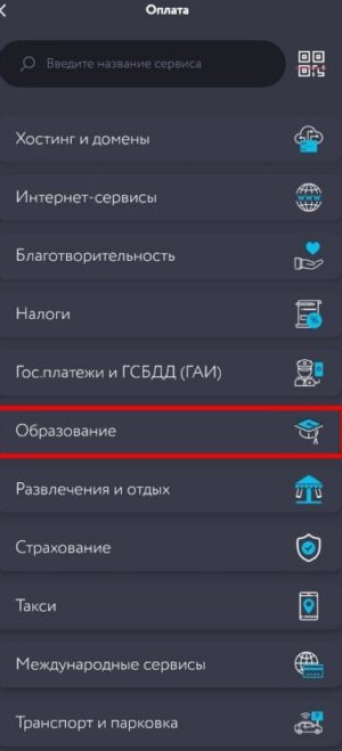 Оплата
Введите название сервиса
Хостинг и домены
Интернет-сервисы
Благотворительность
Налоги
Гос.платежи и ГСБДД (ГАИ)
Образование
Развлечения и отдых
Страхование
Такси
Международные сервисы
Транспорт и парковка